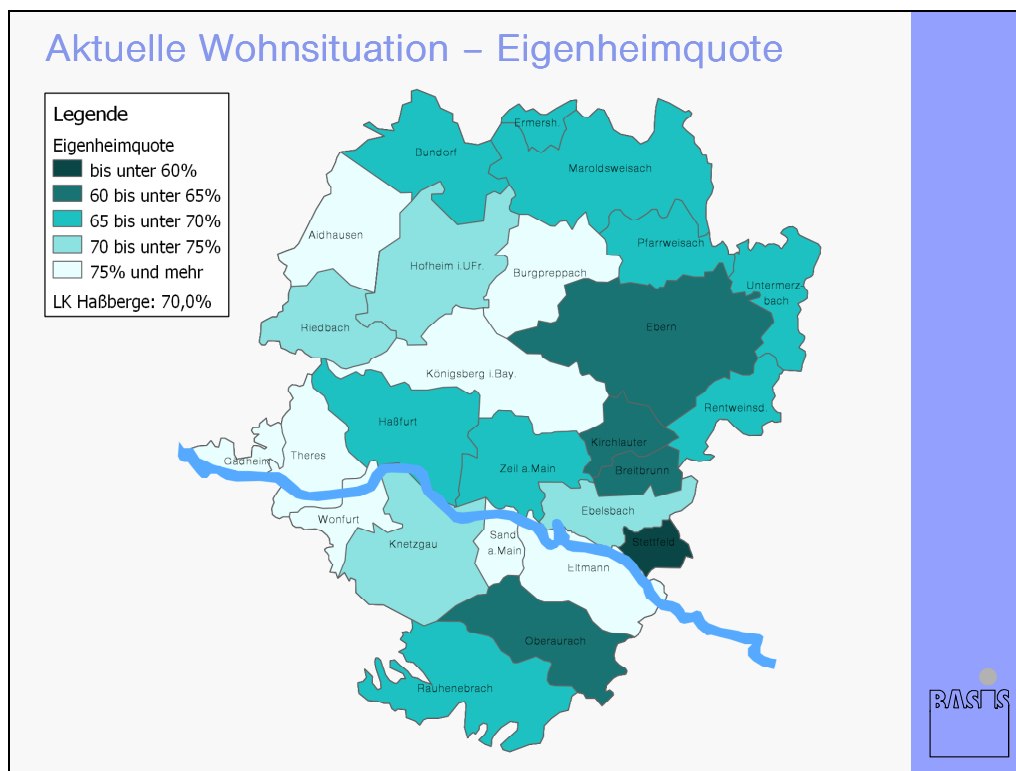 Aktuelle Wohnsituation – Eigenheimquote
Legende
Eigenheimquote
bis unter 60%
60 bis unter 65%
65 bis unter 70%
70 bis unter 75%
75% und mehr
LK Haßberge: 70,0%
Ermersh.
Bundorf
Maroldsweisach
Aidhausen
Pfarrweisach
Hofheim i.UFr.
Burgpreppach
Untermerz-
bach
Riedbach
Ebern
Königsberg i.Bay.
Rentweinsd.
Haßfurt
Kirchlauter
Theres
Gädheim
Zeil a.Main
Breitbrunn
Ebelsbach
Wonfurt
Sand
a.Main
Knetzgau
Stettfeld
Eltmann
Oberaurach
Rauhenebrach
BASIS